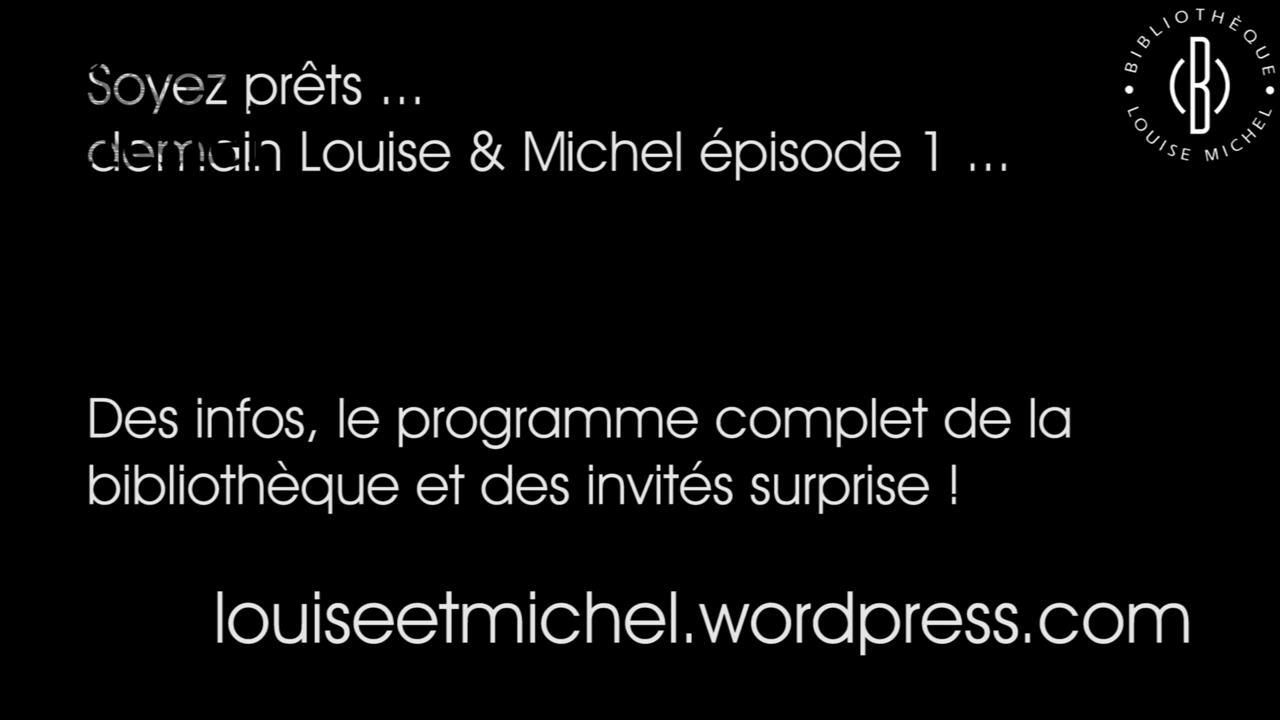 Soyez prêts ...
demain Louise & Michel épisode 1 ...
BIBLIOTHÈQUE
B
LOUISE MICHEL
Des infos, le programme complet de la
bibliothèque et des invités surprise !
louiseetmichel.wordpress.com